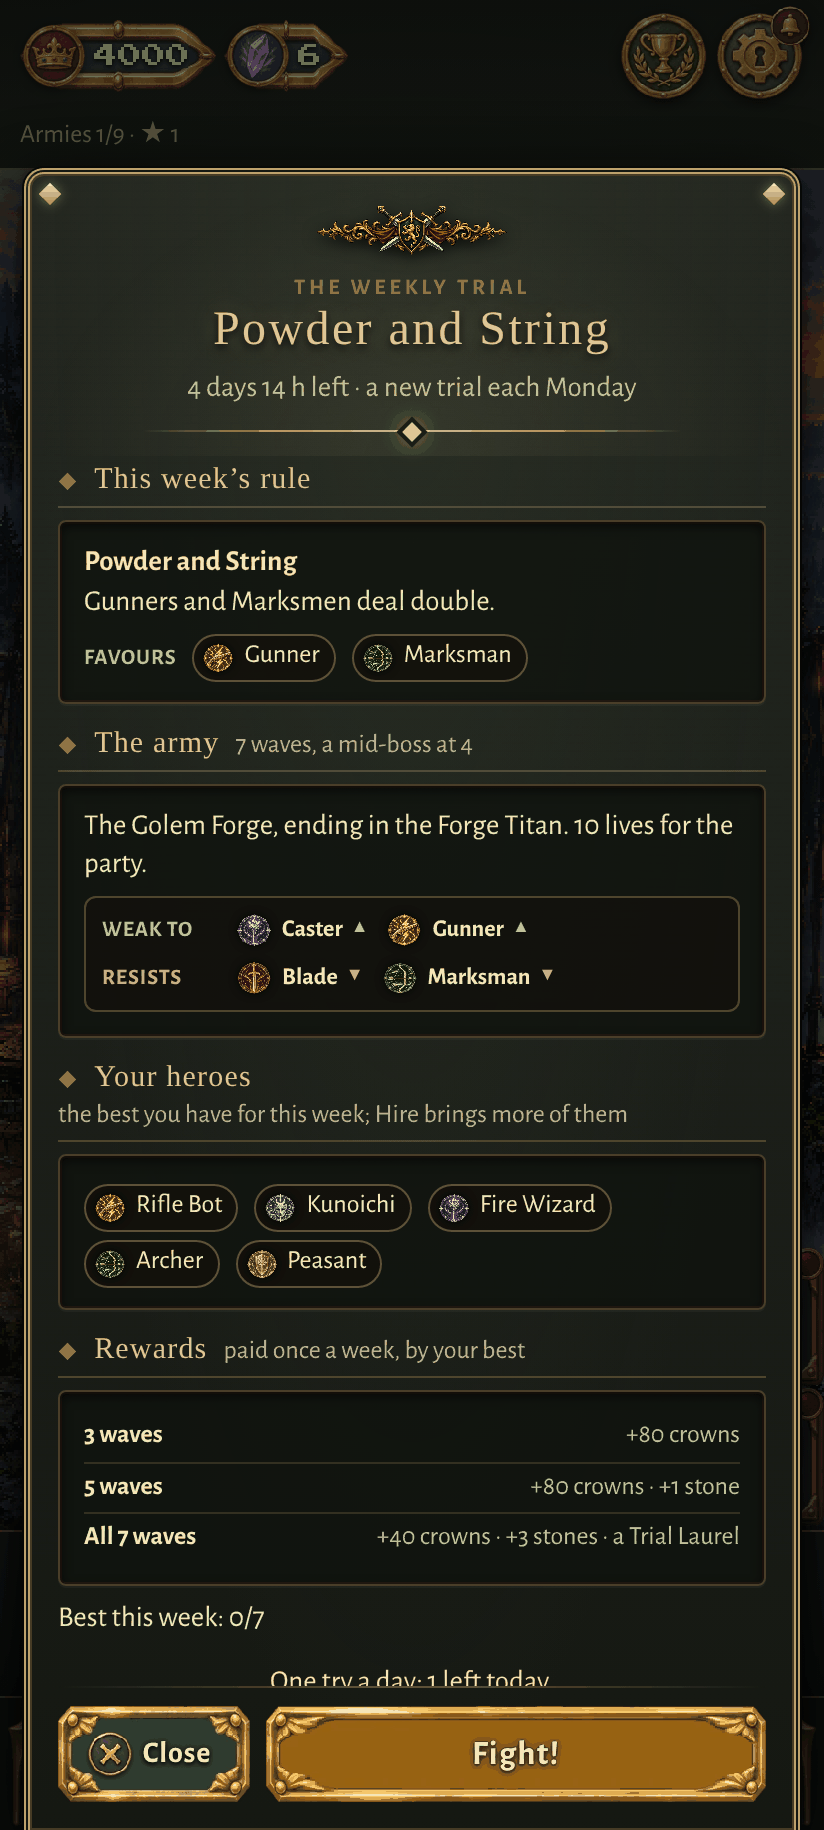 4000
6
Armies 1/9 · ★ 1
THE WEEKLY TRIAL
Powder and String
4 days 14 h left · a new trial each Monday
This week’s rule
Powder and String
Gunners and Marksmen deal double.
FAVOURS Gunner Marksman
The army 7 waves, a mid-boss at 4
The Golem Forge, ending in the Forge Titan. 10 lives for the
party.
WEAK TO Caster ▲ Gunner ▲
RESISTS Blade ▼ Marksman ▼
Your heroes
the best you have for this week; Hire brings more of them
Rifle Bot Kunoichi Fire Wizard
Archer Peasant
Rewards paid once a week, by your best
3 waves +80 crowns
5 waves +80 crowns · +1 stone
All 7 waves +40 crowns · +3 stones · a Trial Laurel
Best this week: 0/7
One try a day: 1 left today
Close Fight!